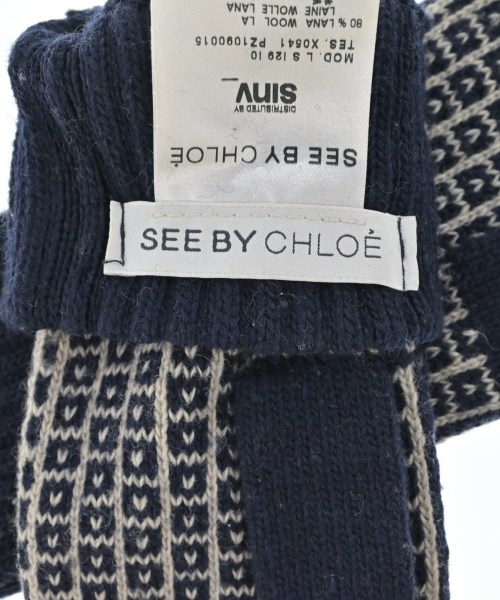 SEE BY CHLOÉ
SEE BY CHLOÉ
DISTRIBUTED BY
sinv
MOD. L S 129 10
TES. X0541 PZ1090015
80 % LANA WOOL LA
LAINE WOLLE LANA